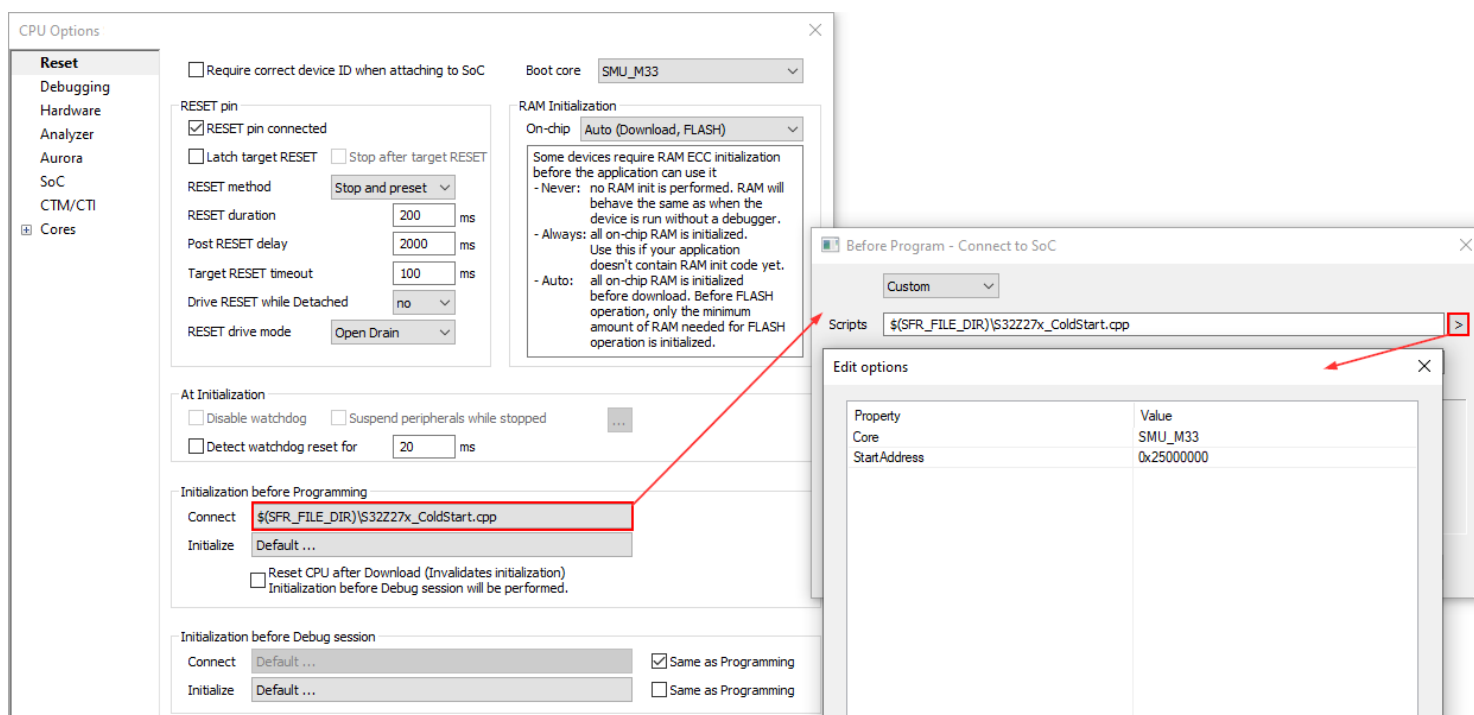 CPU Options
Reset
Debugging
Hardware
Analyzer
Aurora
SoC
CTM/CTI
Cores
Require correct device ID when attaching to SoC
Boot core SMU_M33
RESET pin
RESET pin connected
Latch target RESET Stop after target RESET
RESET method Stop and preset
RESET duration 200 ms
Post RESET delay 2000 ms
Target RESET timeout 100 ms
Drive RESET while Detached no
RESET drive mode Open Drain
RAM Initialization
On-chip Auto (Download, FLASH)
Some devices require RAM ECC initialization
before the application can use it
- Never: no RAM init is performed. RAM will
behave the same as when the
device is run without a debugger.
- Always: all on-chip RAM is initialized.
Use this if your application
doesn't contain RAM init code yet.
- Auto: all on-chip RAM is initialized
before download. Before FLASH
operation, only the minimum
amount of RAM needed for FLASH
operation is initialized.
At Initialization
Disable watchdog Suspend peripherals while stopped ...
Detect watchdog reset for 20 ms
Initialization before Programming
Connect $(SFR_FILE_DIR)\S32Z27x_ColdStart.cpp
Initialize Default ...
Reset CPU after Download (Invalidates initialization)
Initialization before Debug session will be performed.
Initialization before Debug session
Connect Default ... Same as Programming
Initialize Default ... Same as Programming
Before Program - Connect to SoC
Custom
Scripts $(SFR_FILE_DIR)\S32Z27x_ColdStart.cpp >
Edit options
Property Value
Core SMU_M33
StartAddress 0x25000000